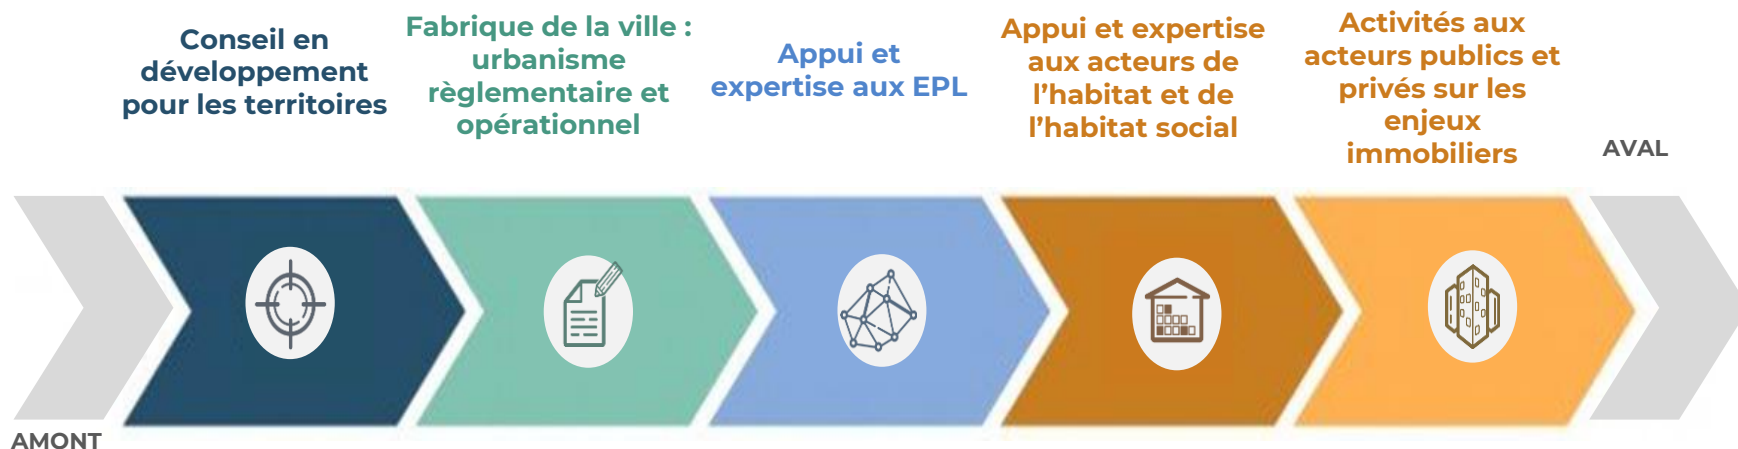 Conseil en
développement
pour les territoires
Fabrique de la ville :
urbanisme
règlementaire et
opérationnel
Appui et
expertise aux EPL
Appui et expertise
aux acteurs de
l’habitat et de
l’habitat social
Activités aux
acteurs publics et
privés sur les
enjeux
immobiliers
AVAL
AMONT